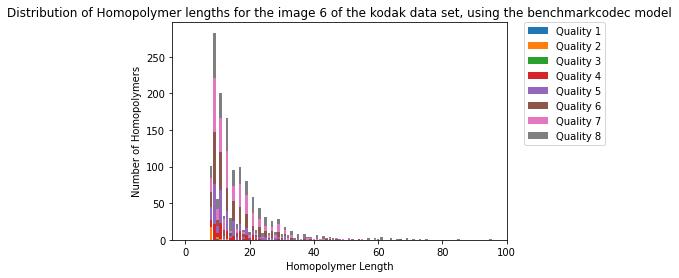 Distribution of Homopolymer lengths for the image 6 of the kodak data set, using the benchmarkcodec model
Number of Homopolymers
250
200
150
100
50
0
0
20
40
60
80
100
Homopolymer Length
Quality 1
Quality 2
Quality 3
Quality 4
Quality 5
Quality 6
Quality 7
Quality 8